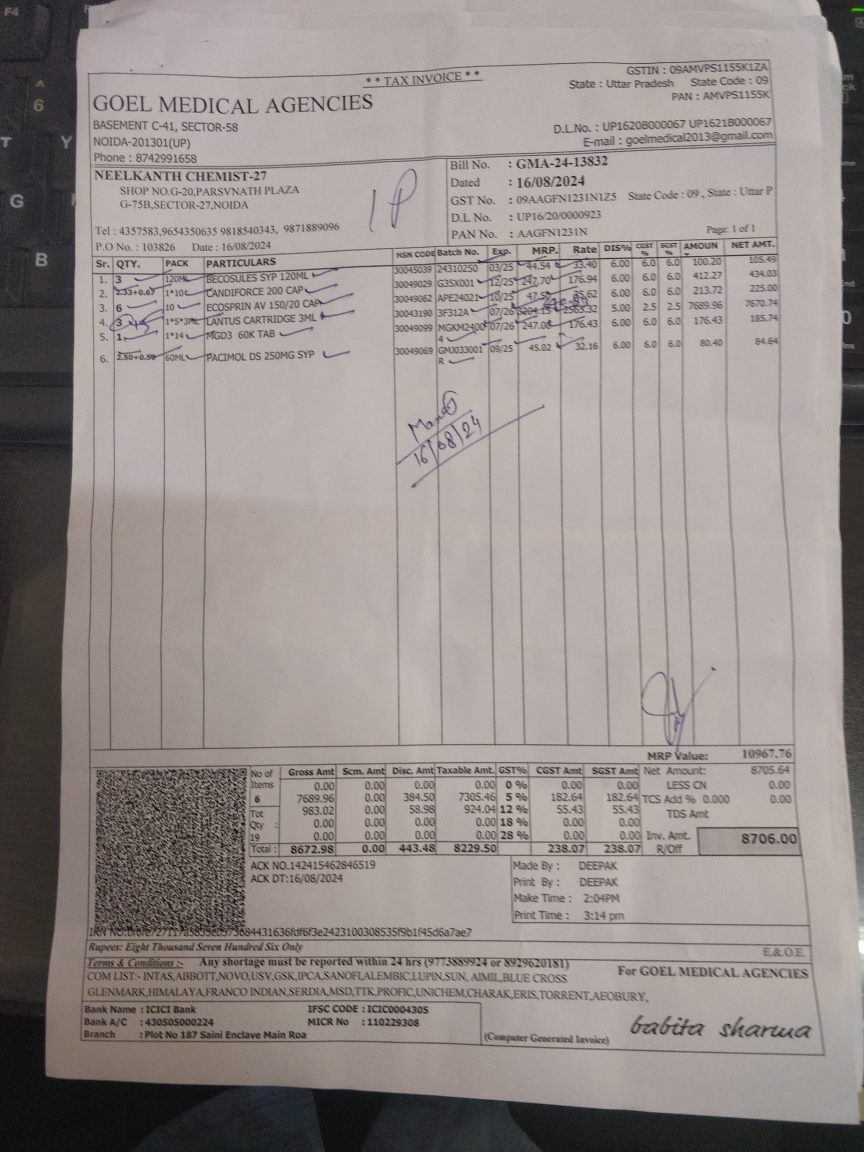 ** TAX INVOICE **
GSTIN : 09AMVPS1155K1ZA
State : Uttar Pradesh State Code : 09
PAN : AMVPS1155K
GOEL MEDICAL AGENCIES
BASEMENT C-41, SECTOR-58
NOIDA-201301(UP)
Phone : 8742991658
D.L.No. : UP1620B000067 UP1621B000067
E-mail : goelmedical2013@gmail.com
NEELKANTH CHEMIST-27
SHOP NO.G-20,PARSVNATH PLAZA
G-75B,SECTOR-27,NOIDA
Tel : 4357583,9654350635 9818540343, 9871889096
P.O No. : 103826 Date : 16/08/2024
Bill No. : GMA-24-13832
Dated : 16/08/2024
GST No. : 09AAGFN1231N1Z5 State Code : 09 , State : Uttar P
D.L No. : UP16/20/0000923
PAN No. : AAGFN1231N
Page: 1 of 1
Sr. QTY. PACK PARTICULARS HSN CODE Batch No. Exp. MRP. Rate DIS% CGST % SGST % AMOUN NET AMT.
1. 3 120ML BECOSULES SYP 120ML 30045039 24310250 03/25 44.54 33.40 6.00 6.0 6.0 100.20 105.49
2. 2.33+0.67 1*10 CANDIFORCE 200 CAP 30049029 G35X001 12/25 247.70 176.94 6.00 6.0 6.0 412.27 434.03
3. 6 10 ECOSPRIN AV 150/20 CAP 30049062 APE24021 10/25 35.62 6.00 6.0 6.0 213.72 225.00
4. 3 1*5*3ML LANTUS CARTRIDGE 3ML 30043190 3F312A 07/26 5.00 2.5 2.5 7689.96 7670.74
5. 1 1*14 MGD3 60K TAB 30049099 MGKM2400 07/26 247.00 176.43 6.00 6.0 6.0 176.43 185.74
4
6. 2.50+0.50 60ML PACIMOL DS 250MG SYP 30049069 GMJ033001 09/25 45.02 32.16 6.00 6.0 6.0 80.40 84.64
R
16/08/24
MRP Value: 10967.76
No of Items 6 Tot Qty : 19
Gross Amt Scm. Amt Disc. Amt Taxable Amt. GST% CGST Amt SGST Amt
0.00 0.00 0.00 0.00 0 % 0.00 0.00
7689.96 0.00 384.50 7305.46 5 % 182.64 182.64
983.02 0.00 58.98 924.04 12 % 55.43 55.43
0.00 0.00 0.00 0.00 18 % 0.00 0.00
0.00 0.00 0.00 0.00 28 % 0.00 0.00
Total : 8672.98 0.00 443.48 8229.50 238.07 238.07
Net Amount: 8705.64
LESS CN 0.00
TCS Add % 0.000 0.00
TDS Amt
Inv. Amt. 8706.00
R/Off
ACK NO.142415462846519
ACK DT:16/08/2024
Made By : DEEPAK
Print By : DEEPAK
Make Time : 2:04PM
Print Time : 3:14 pm
Rupees: Eight Thousand Seven Hundred Six Only
E.& O.E.
Terms & Conditions :- Any shortage must be reported within 24 hrs (9773889924 or 8929620181)
COM LIST:- INTAS,ABBOTT,NOVO,USV,GSK,IPCA,SANOFI,ALEMBIC,LUPIN,SUN, AIMIL,BLUE CROSS
GLENMARK,HIMALAYA,FRANCO INDIAN,SERDIA,MSD,TTK,PROFIC,UNICHEM,CHARAK,ERIS,TORRENT,AEOBURY,
For GOEL MEDICAL AGENCIES
Bank Name : ICICI Bank IFSC CODE : ICIC0004305
Bank A/C : 430505000224 MICR No : 110229308
Branch : Plot No 187 Saini Enclave Main Roa
(Computer Generated Invoice)
babita sharma